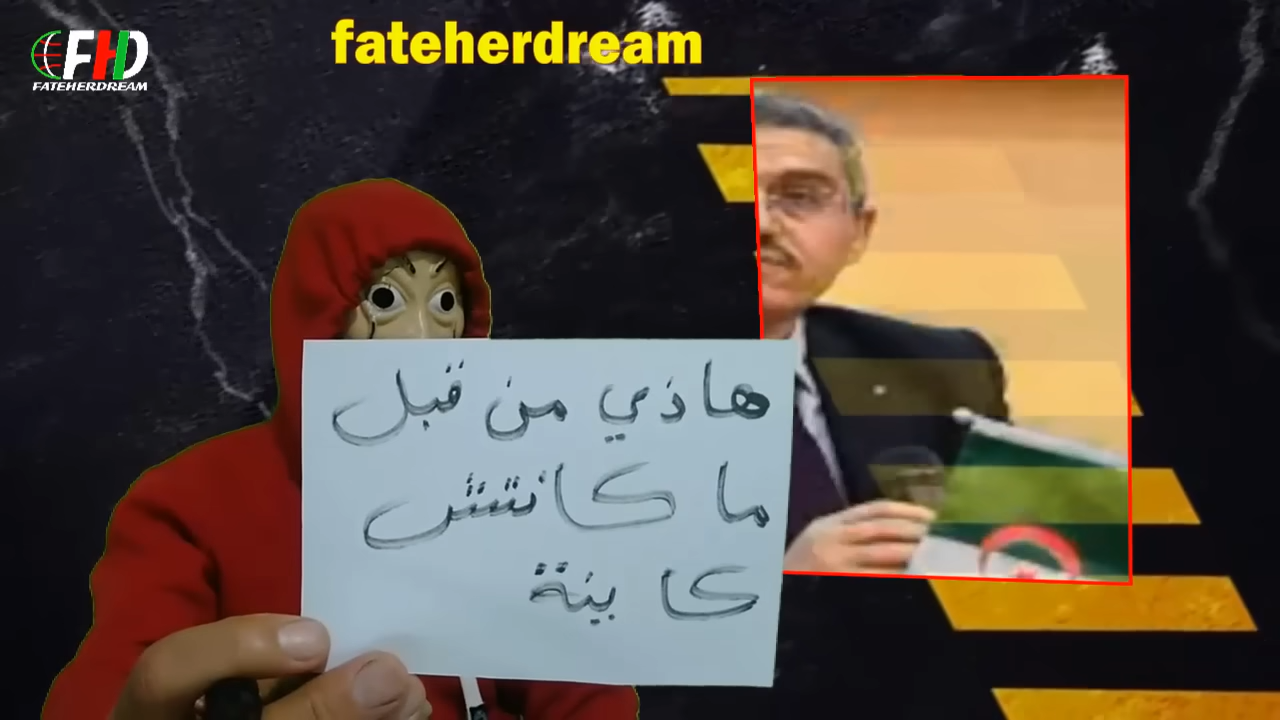 fateherdream
FHD
FATEHERDREAM
هاذي من قبل
ما كانتش
كاينة